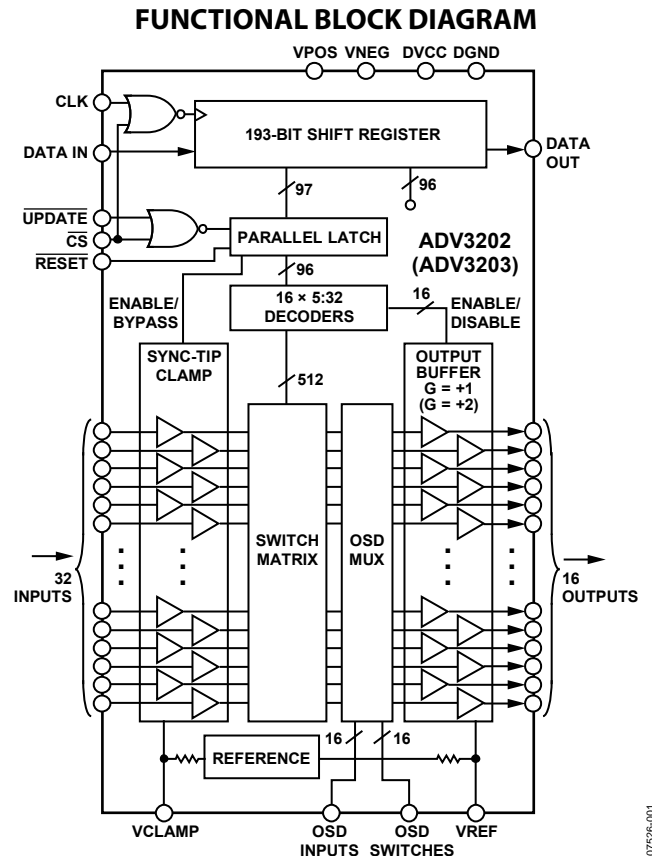 FUNCTIONAL BLOCK DIAGRAM
VPOS VNEG DVCC DGND
CLK
193-BIT SHIFT REGISTER
DATA IN
DATA
OUT
97
96
UPDATE
CS
RESET
PARALLEL LATCH
ADV3202
(ADV3203)
96
ENABLE/
BYPASS
16 × 5:32
DECODERS
16
ENABLE/
DISABLE
SYNC-TIP
CLAMP
512
OUTPUT
BUFFER
G = +1
(G = +2)
SWITCH
MATRIX
OSD
MUX
32
INPUTS
16
OUTPUTS
REFERENCE
16
16
VCLAMP
OSD
INPUTS
OSD
SWITCHES
VREF
07526-001